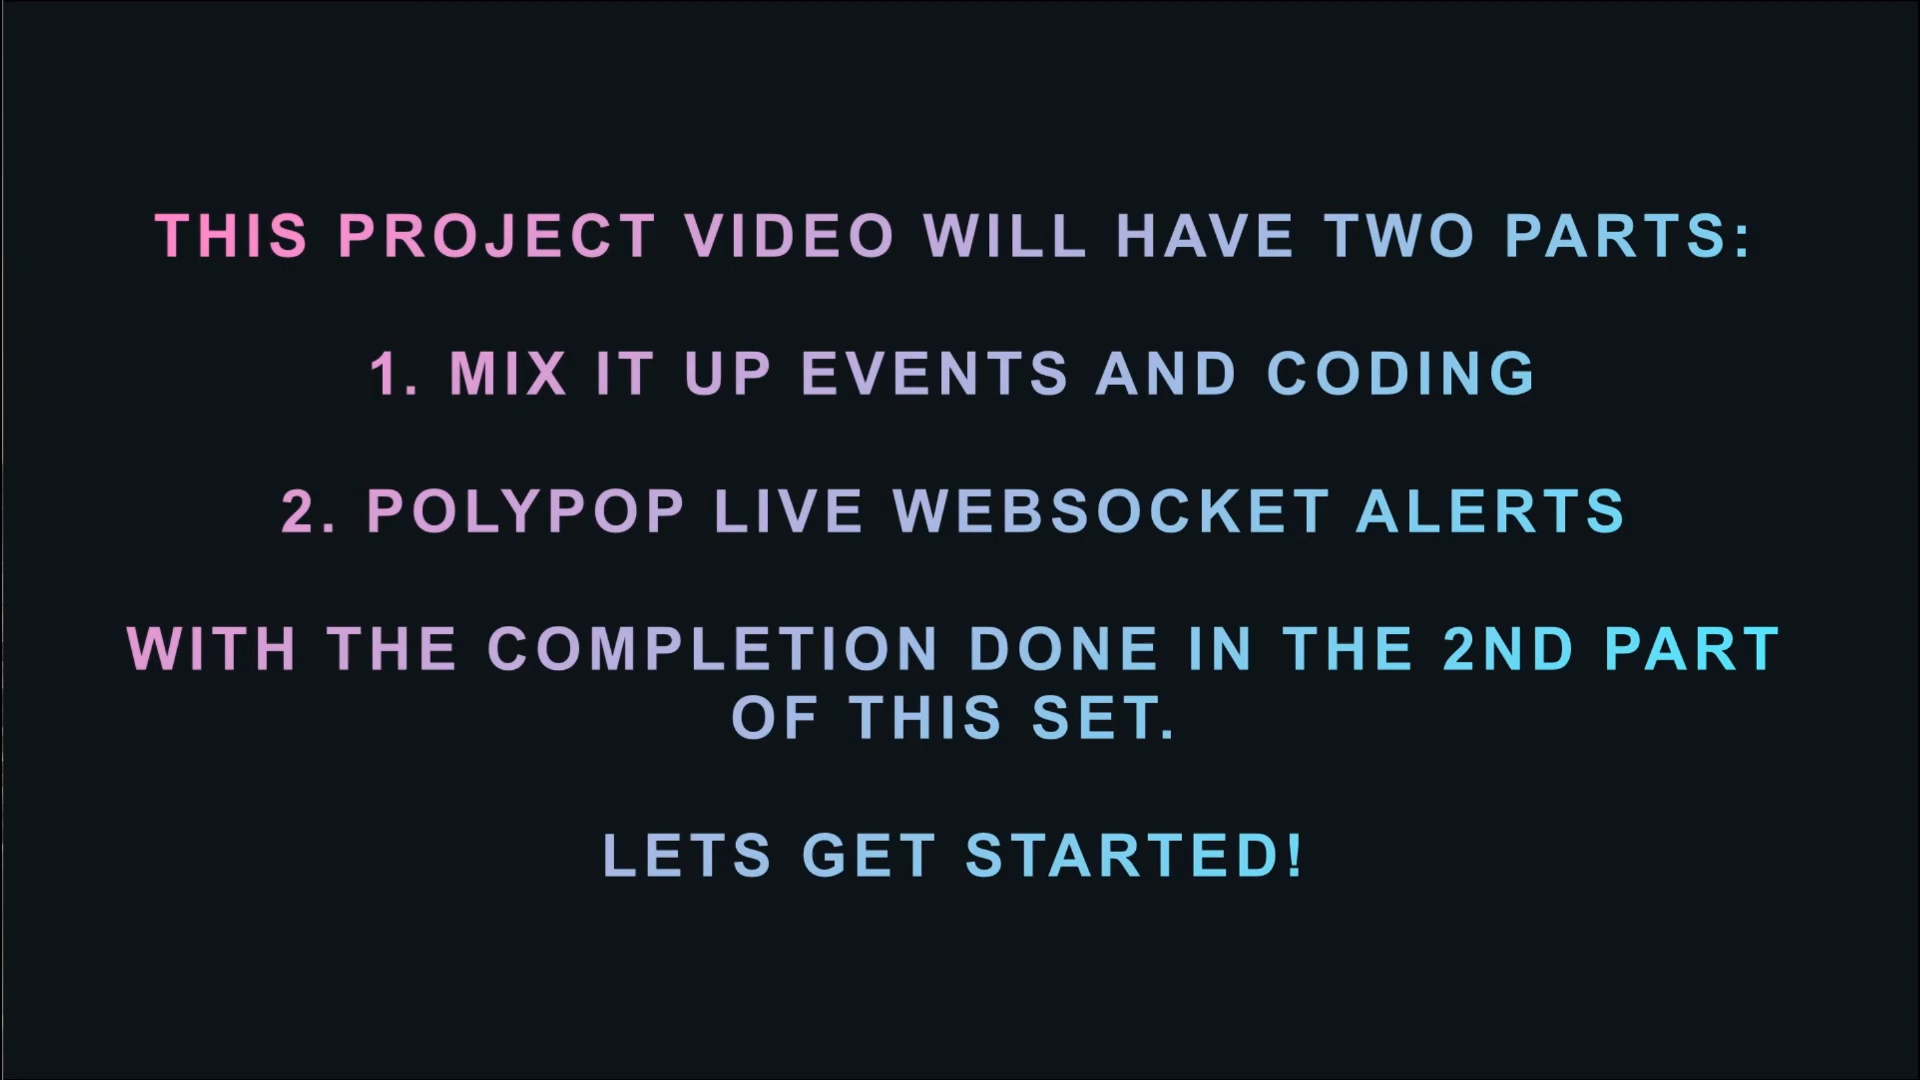 THIS PROJECT VIDEO WILL HAVE TWO PARTS:
1. MIX IT UP EVENTS AND CODING
2. POLYPOP LIVE WEBSOCKET ALERTS
WITH THE COMPLETION DONE IN THE 2ND PART
OF THIS SET.
LETS GET STARTED!